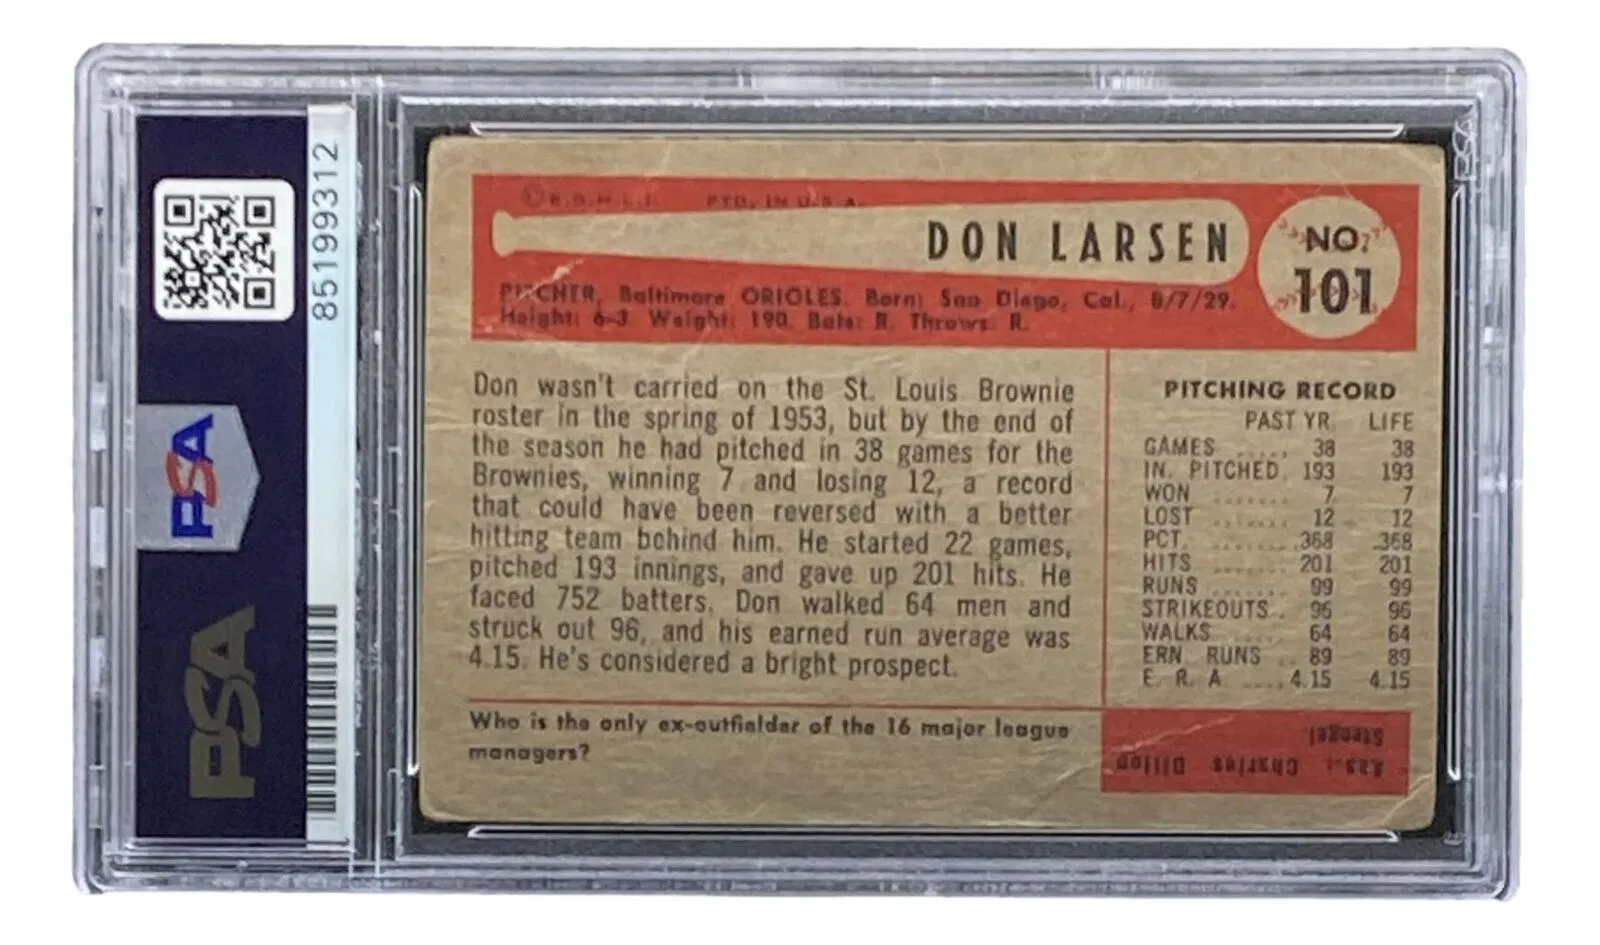 85199312
PSA
PSA
© B.G.H.L.I. PTD. IN U.S.A.
DON LARSEN
NO.
101
PITCHER, Baltimore ORIOLES. Born: San Diego, Cal., 8/7/29.
Height: 6-3 Weight: 190 Bats: R. Throws: R.
Don wasn't carried on the St. Louis Brownie
roster in the spring of 1953, but by the end of
the season he had pitched in 38 games for the
Brownies, winning 7 and losing 12, a record
that could have been reversed with a better
hitting team behind him. He started 22 games,
pitched 193 innings, and gave up 201 hits. He
faced 752 batters. Don walked 64 men and
struck out 96, and his earned run average was
4.15. He's considered a bright prospect.
PITCHING RECORD
PAST YR. LIFE
GAMES ..... 38 38
IN. PITCHED. 193 193
WON ....... 7 7
LOST ....... 12 12
PCT. ........ .368 .368
HITS ....... 201 201
RUNS ....... 99 99
STRIKEOUTS.. 96 96
WALKS ..... 64 64
ERN RUNS .. 89 89
E. R. A ...., 4.15 4.15
Who is the only ex-outfielder of the 16 major league
managers?
Ans.: Charles Dillon
Stengel.
PSA